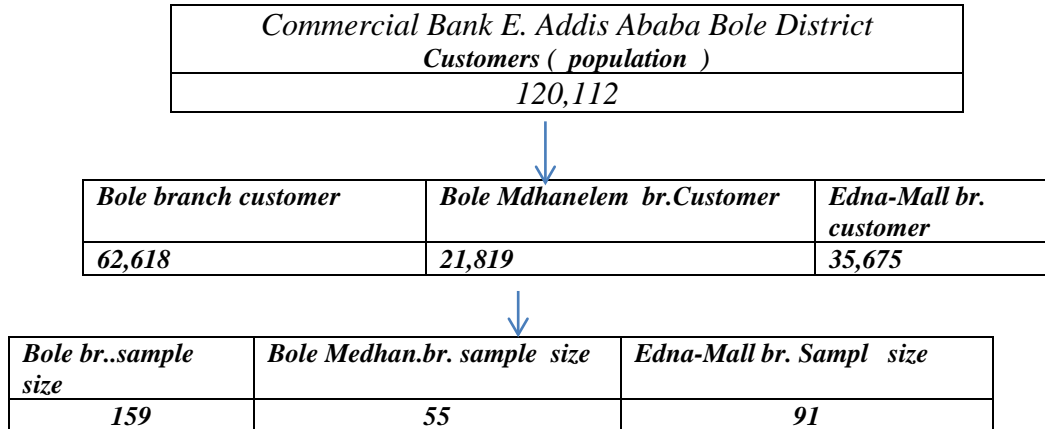 Commercial Bank E. Addis Ababa Bole District
Customers ( population )
120,112
Bole branch customer
Bole Mdhanelem br.Customer
Edna-Mall br.
customer
62,618
21,819
35,675
Bole br..sample
size
Bole Medhan.br. sample size
Edna-Mall br. Sampl size
159
55
91